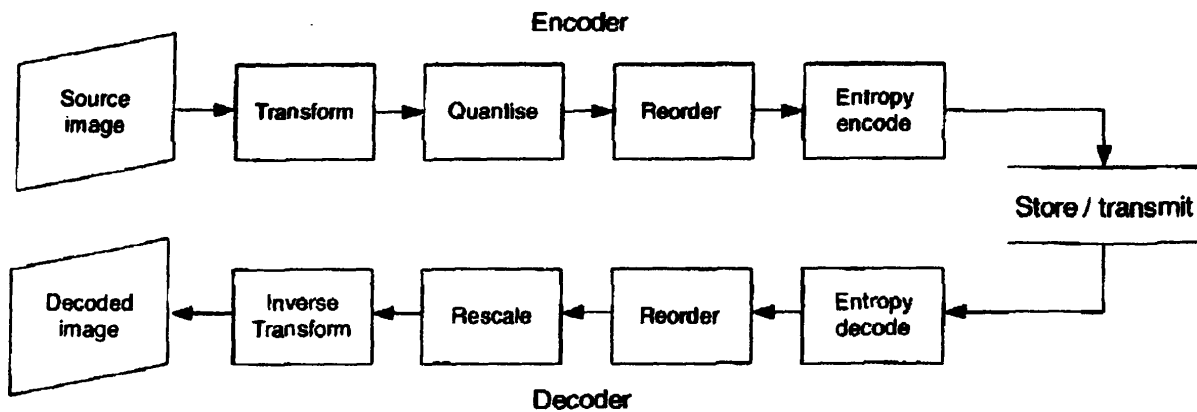 Encoder
Source
image
Transform
Quantise
Reorder
Entropy
encode
Store / transmit
Decoded
image
Inverse
Transform
Rescale
Reorder
Entropy
decode
Decoder